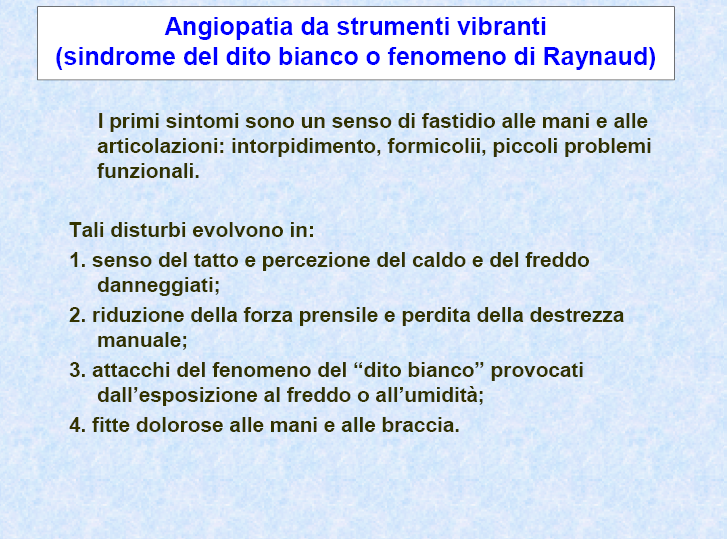 Angiopatia da strumenti vibranti
(sindrome del dito bianco o fenomeno di Raynaud)
I primi sintomi sono un senso di fastidio alle mani e alle
articolazioni: intorpidimento, formicolii, piccoli problemi
funzionali.
Tali disturbi evolvono in:
1. senso del tatto e percezione del caldo e del freddo
danneggiati;
2. riduzione della forza prensile e perdita della destrezza
manuale;
3. attacchi del fenomeno del “dito bianco” provocati
dall’esposizione al freddo o all’umidità;
4. fitte dolorose alle mani e alle braccia.